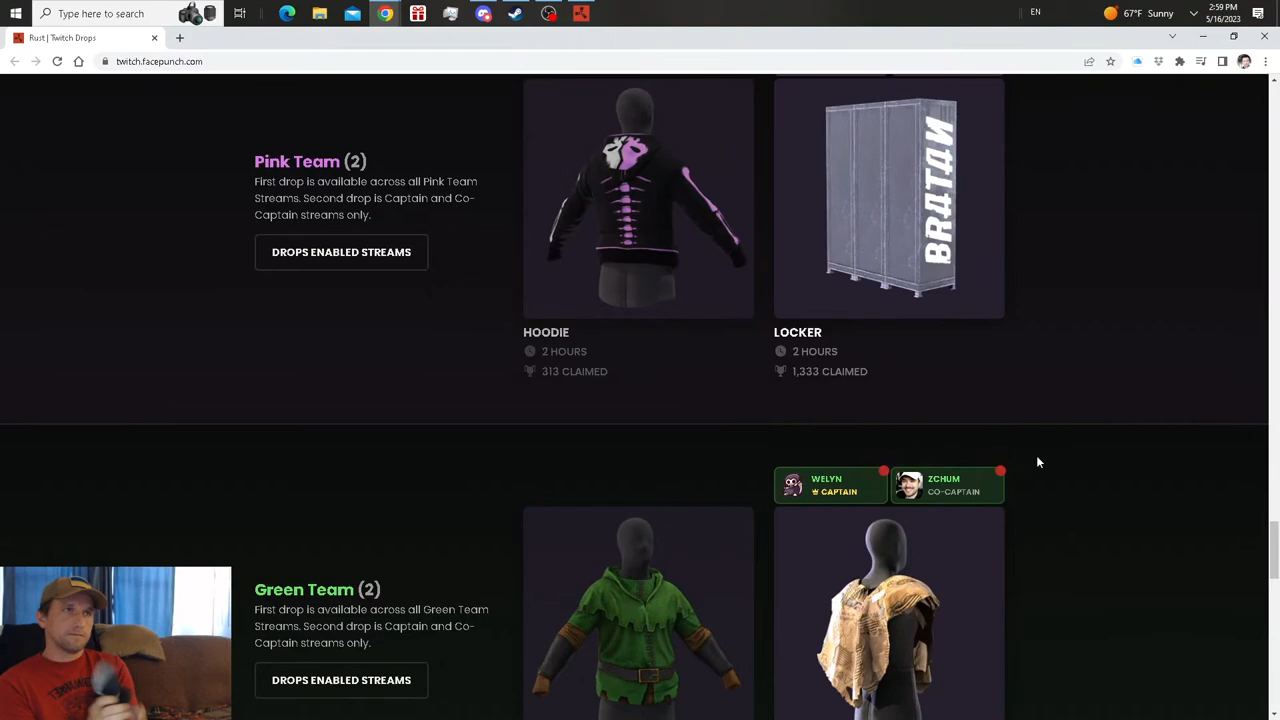 Type here to search
EN
67°F Sunny
2:59 PM
5/16/2023
Rust | Twitch Drops
twitch.facepunch.com
Pink Team (2)
First drop is available across all Pink Team
Streams. Second drop is Captain and Co-
Captain streams only.
DROPS ENABLED STREAMS
BRATAN
HOODIE
2 HOURS
313 CLAIMED
LOCKER
2 HOURS
1,333 CLAIMED
WELYN
CAPTAIN
ZCHUM
CO-CAPTAIN
Green Team (2)
First drop is available across all Green Team
Streams. Second drop is Captain and Co-
Captain streams only.
DROPS ENABLED STREAMS